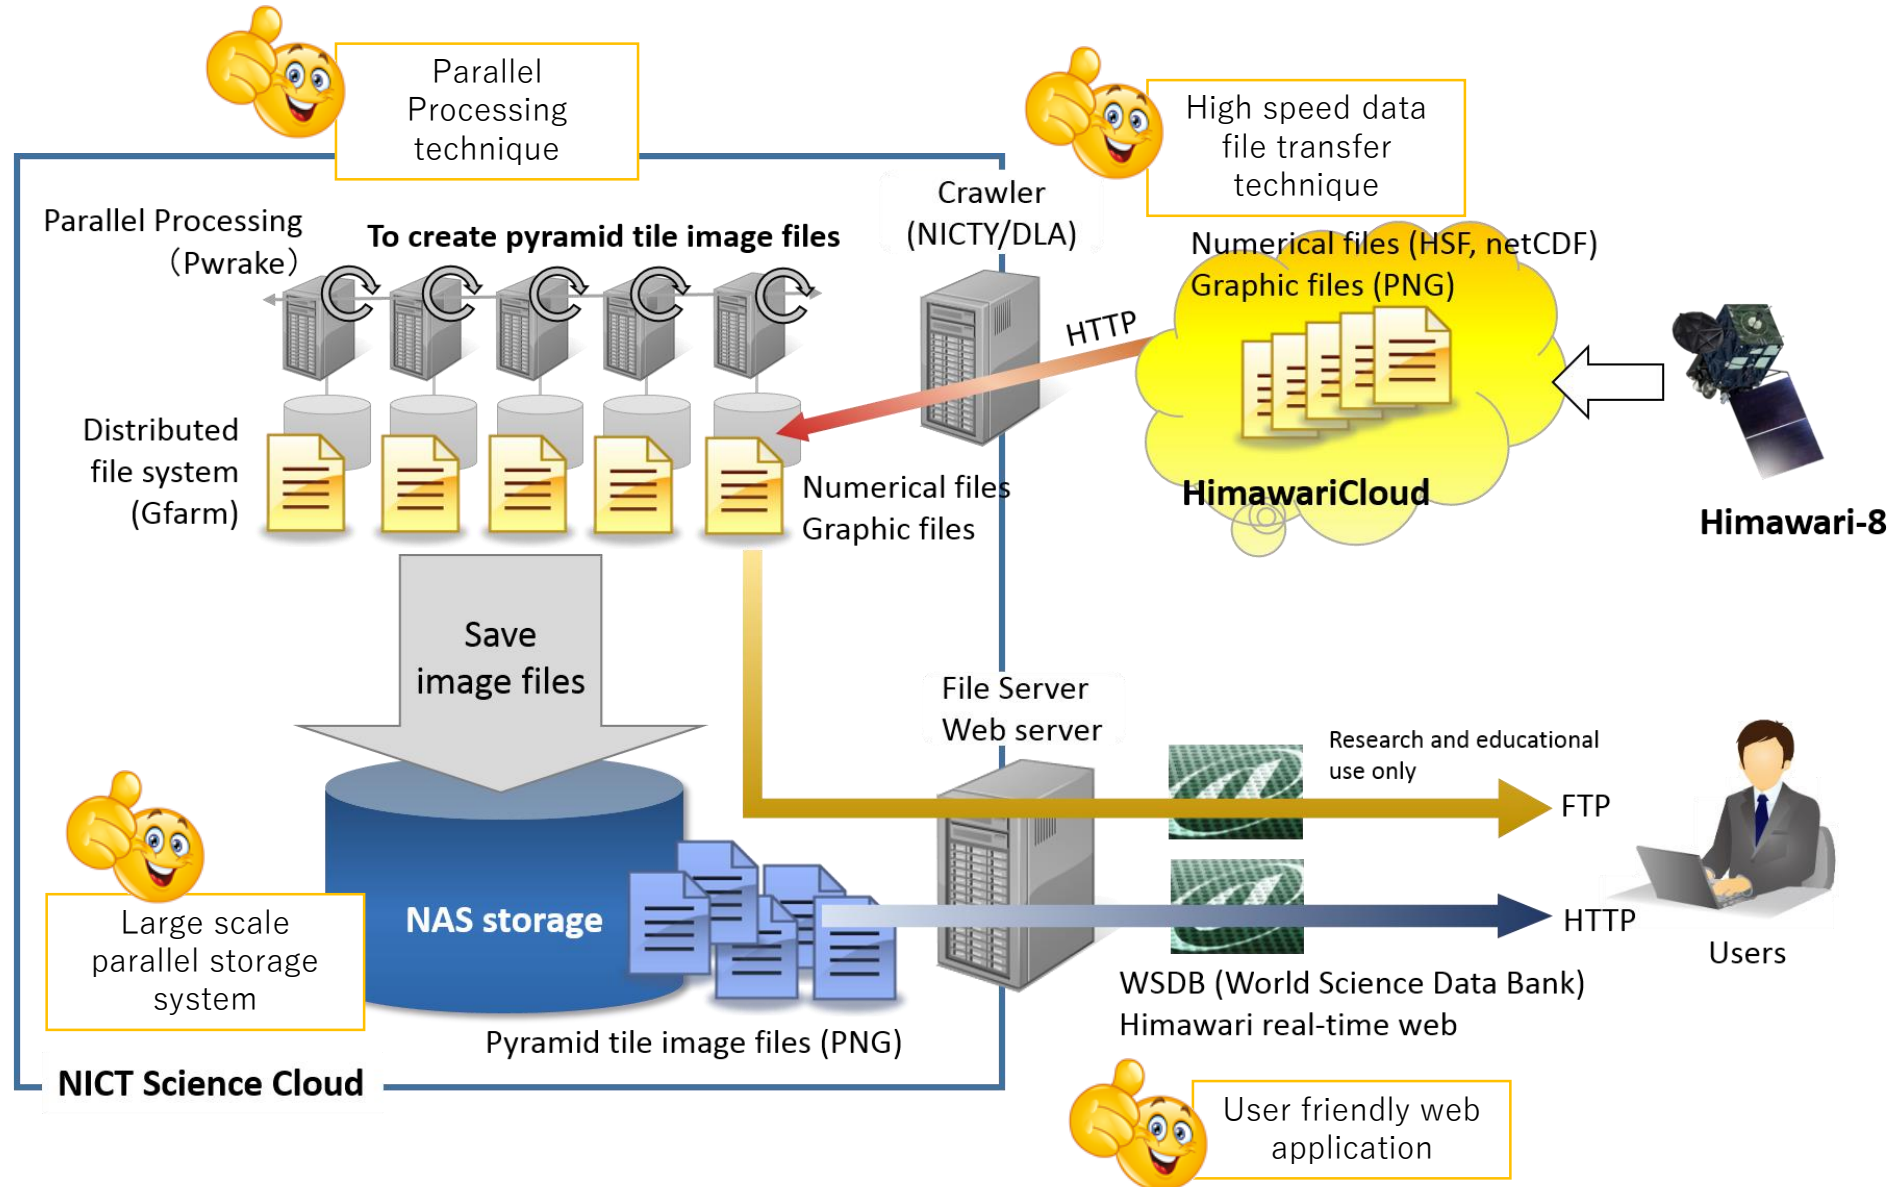 Parallel
Processing
technique
High speed data
file transfer
technique
Parallel Processing
（Pwrake）
To create pyramid tile image files
Crawler
(NICTY/DLA)
Numerical files (HSF, netCDF)
Graphic files (PNG)
HTTP
Distributed
file system
(Gfarm)
Numerical files
Graphic files
HimawariCloud
Himawari-8
Save
image files
File Server
Web server
Research and educational
use only
FTP
Large scale
parallel storage
system
NAS storage
HTTP
Users
WSDB (World Science Data Bank)
Himawari real-time web
Pyramid tile image files (PNG)
NICT Science Cloud
User friendly web
application